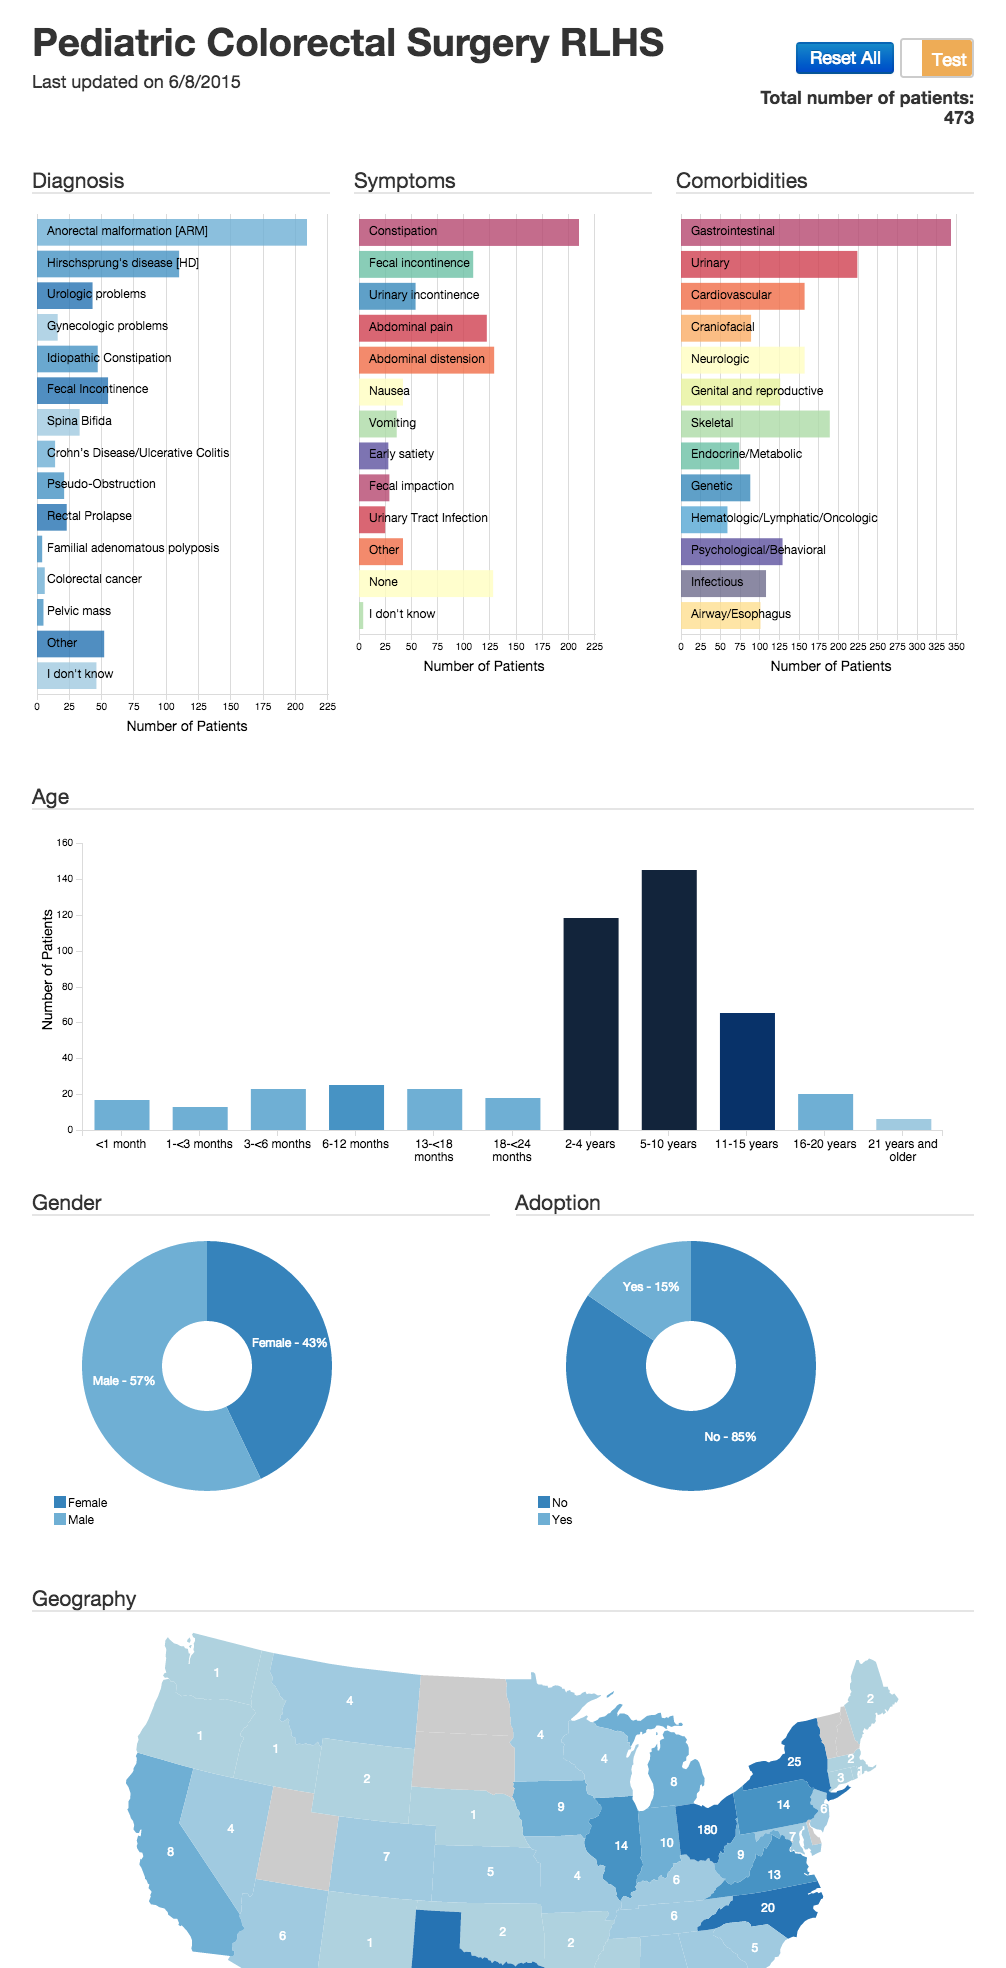 Pediatric Colorectal Surgery RLHS
Last updated on 6/8/2015
Reset All
Test
Total number of patients:
473
Diagnosis
Anorectal malformation [ARM]
Hirschsprung's disease [HD]
Urologic problems
Gynecologic problems
Idiopathic Constipation
Fecal Incontinence
Spina Bifida
Crohn's Disease/Ulcerative Colitis
Pseudo-Obstruction
Rectal Prolapse
Familial adenomatous polyposis
Colorectal cancer
Pelvic mass
Other
I don't know
0 25 50 75 100 125 150 175 200 225
Number of Patients
Symptoms
Constipation
Fecal incontinence
Urinary incontinence
Abdominal pain
Abdominal distension
Nausea
Vomiting
Early satiety
Fecal impaction
Urinary Tract Infection
Other
None
I don't know
0 25 50 75 100 125 150 175 200 225
Number of Patients
Comorbidities
Gastrointestinal
Urinary
Cardiovascular
Craniofacial
Neurologic
Genital and reproductive
Skeletal
Endocrine/Metabolic
Genetic
Hematologic/Lymphatic/Oncologic
Psychological/Behavioral
Infectious
Airway/Esophagus
0 25 50 75 100 125 150 175 200 225 250 275 300 325 350
Number of Patients
Age
Number of Patients
160
140
120
100
80
60
40
20
0
<1 month
1-<3 months
3-<6 months
6-12 months
13-<18
months
18-<24
months
2-4 years
5-10 years
11-15 years
16-20 years
21 years and
older
Gender
Female - 43%
Male - 57%
Female
Male
Adoption
Yes - 15%
No - 85%
No
Yes
Geography
1
4
2
1
1
4
4
2
25
2
1
2
8
3
9
14
6
1
4
180
7
8
14
10
9
7
5
4
6
13
20
6
6
1
2
2
5